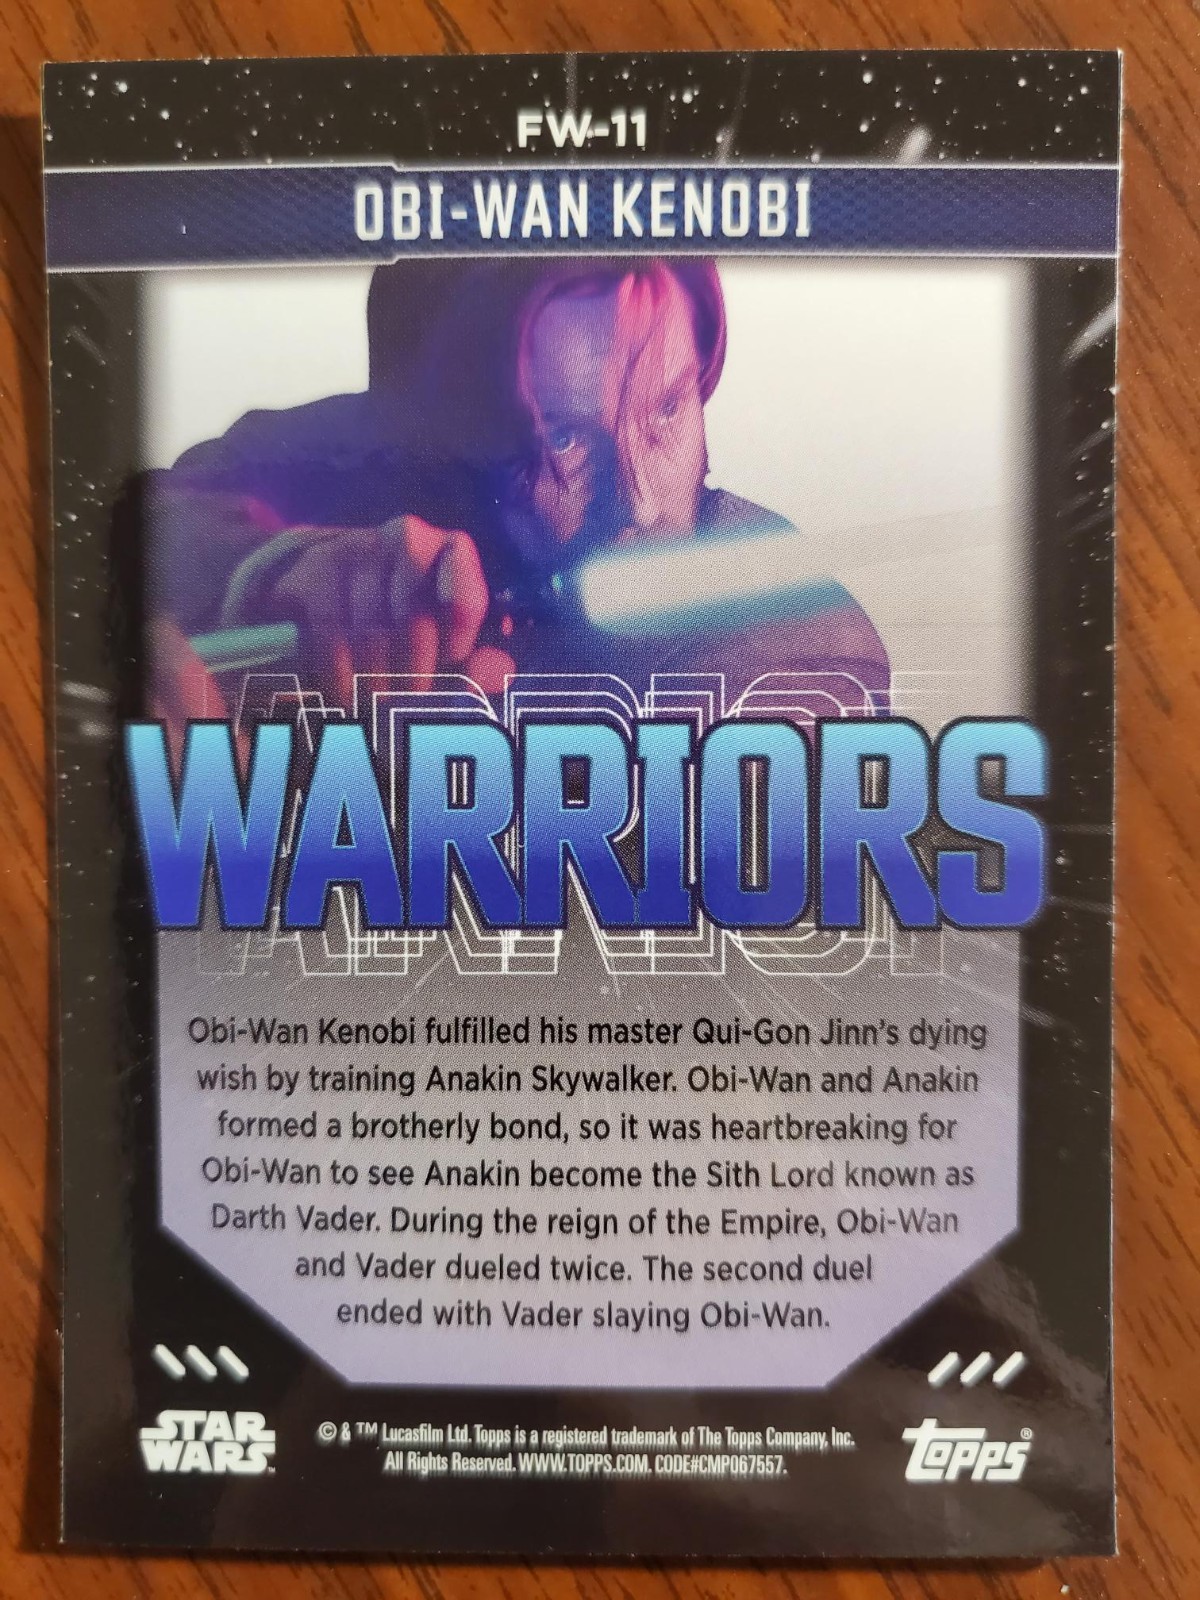 FW-11
OBI-WAN KENOBI
WARRIORS
Obi-Wan Kenobi fulfilled his master Qui-Gon Jinn's dying
wish by training Anakin Skywalker. Obi-Wan and Anakin
formed a brotherly bond, so it was heartbreaking for
Obi-Wan to see Anakin become the Sith Lord known as
Darth Vader. During the reign of the Empire, Obi-Wan
and Vader dueled twice. The second duel
ended with Vader slaying Obi-Wan.
STAR
WARS™
© & ™ Lucasfilm Ltd. Topps is a registered trademark of The Topps Company, Inc.
All Rights Reserved. WWW.TOPPS.COM. CODE#CMP067557.
topps®